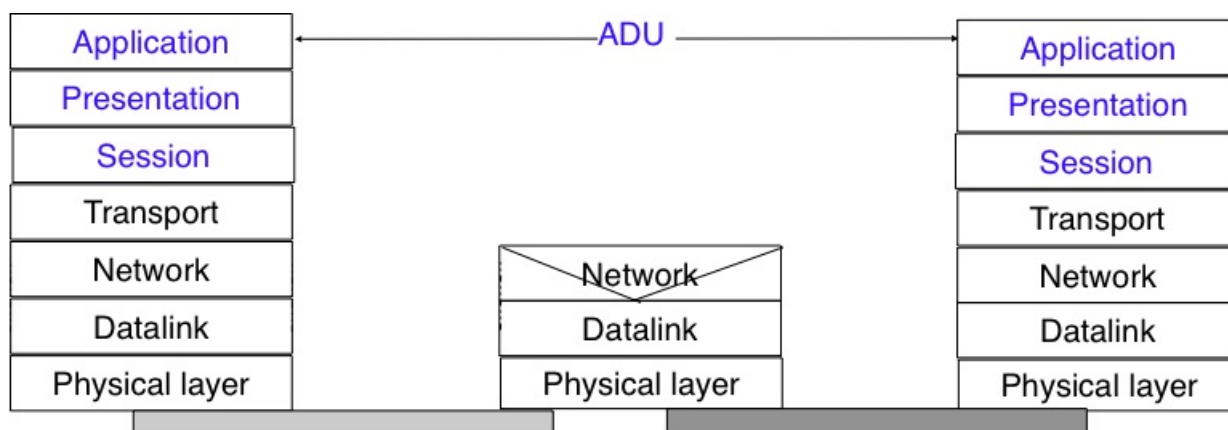 Application
Presentation
Session
Transport
Network
Datalink
Physical layer
ADU
Network
Datalink
Physical layer
Application
Presentation
Session
Transport
Network
Datalink
Physical layer